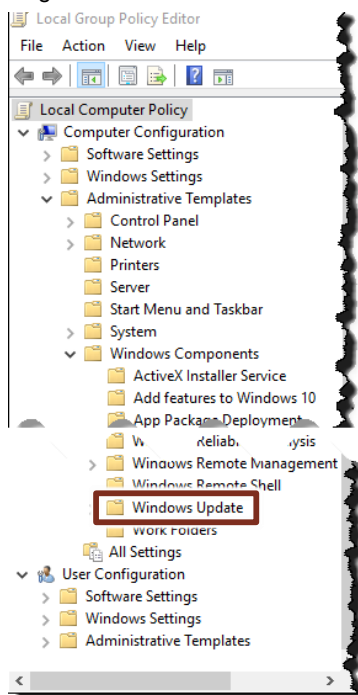 Local Group Policy Editor
File Action View Help
Local Computer Policy
Computer Configuration
Software Settings
Windows Settings
Administrative Templates
Control Panel
Network
Printers
Server
Start Menu and Taskbar
System
Windows Components
ActiveX Installer Service
Add features to Windows 10
App Package Deployment
Windows Remote Management
Windows Remote Shell
Windows Update
Work Folders
All Settings
User Configuration
Software Settings
Windows Settings
Administrative Templates